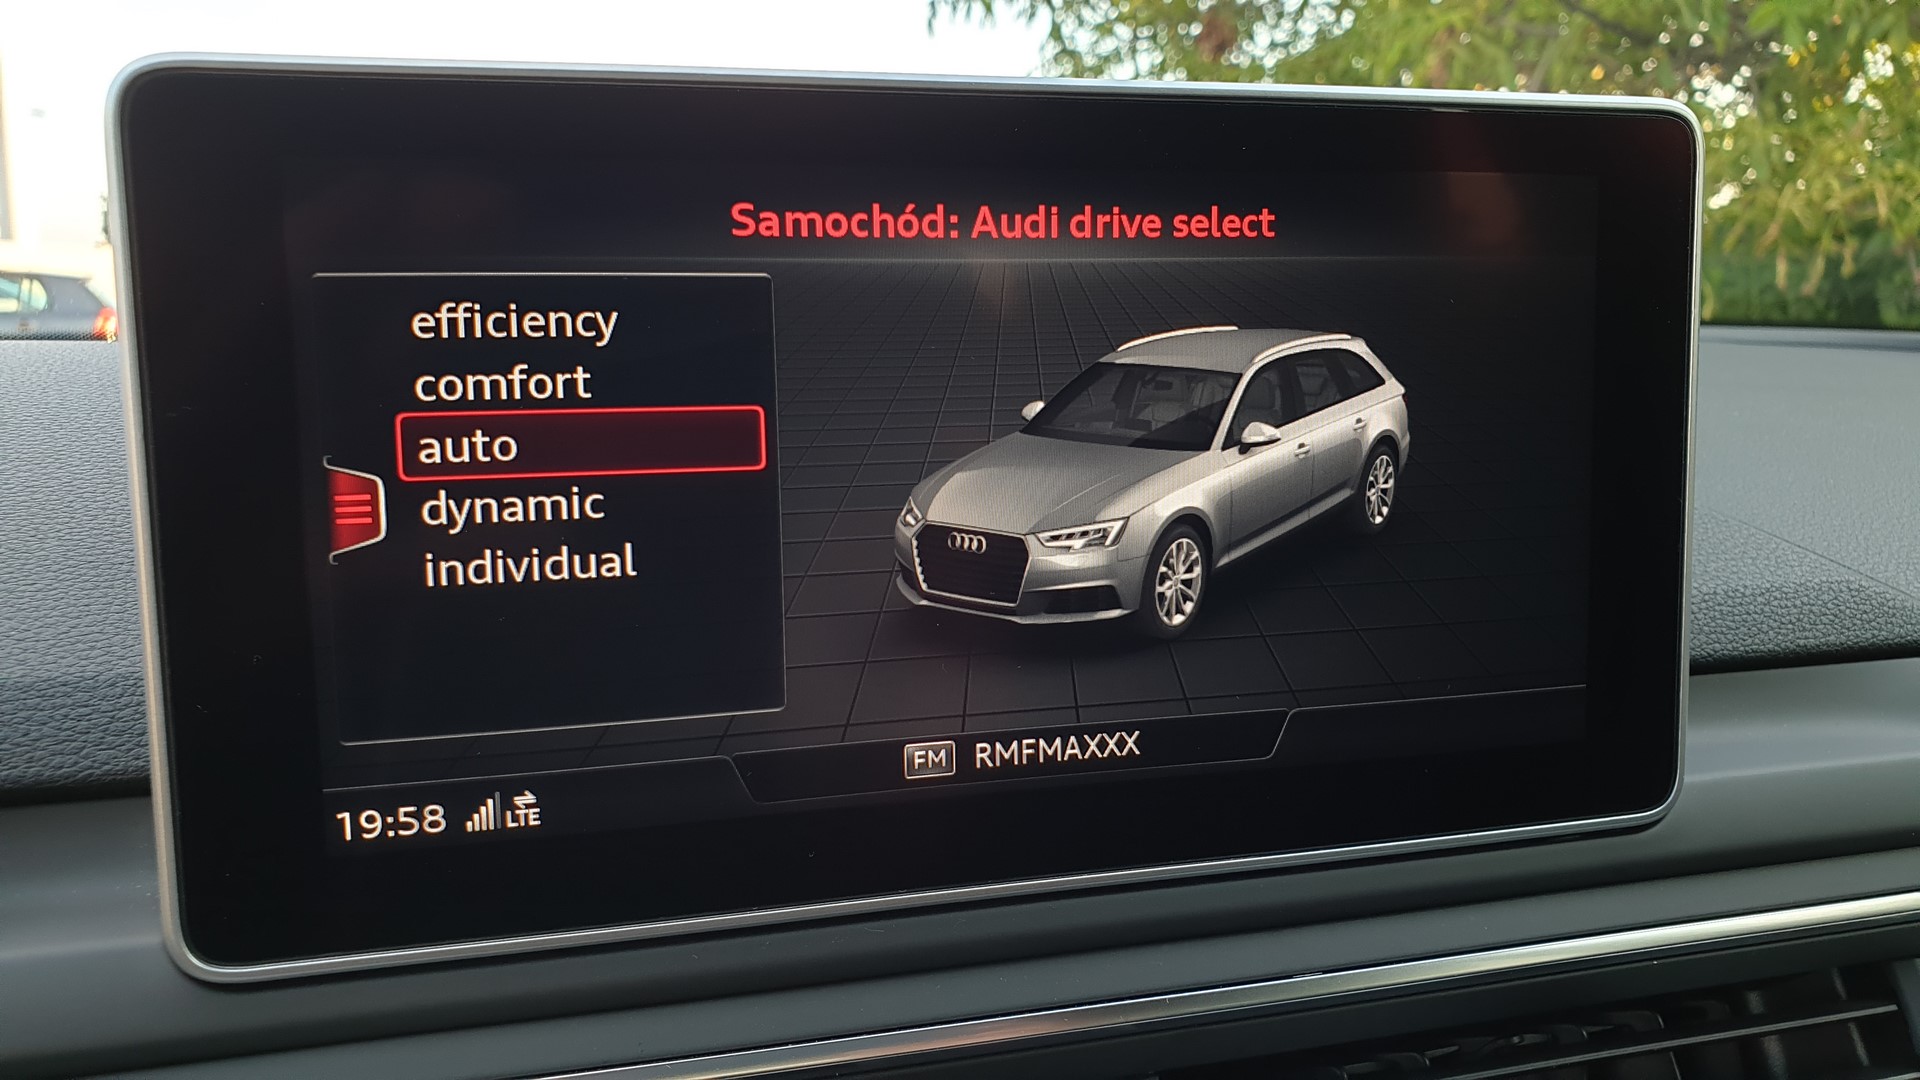 Samochód: Audi drive select
efficiency
comfort
auto
dynamic
individual
FM RMFMAXXX
19:58 LTE